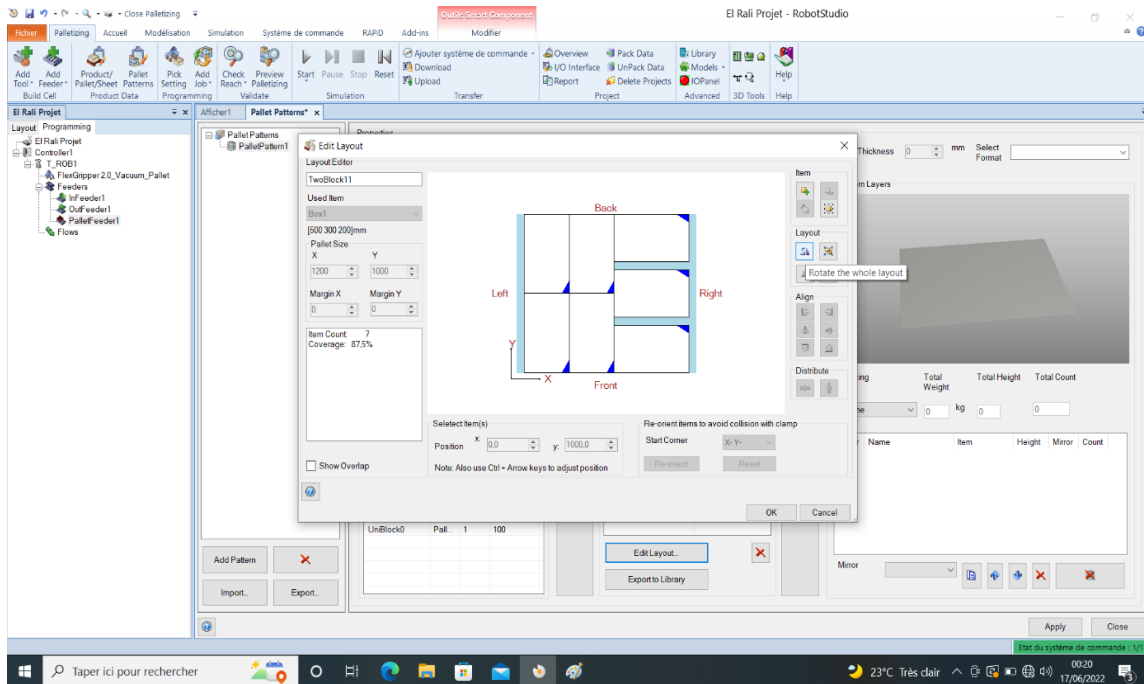 Close Palletizing
Outils Smart Component
El Rali Projet - RobotStudio
Fichier Palletizing Accueil Modélisation Simulation Système de commande RAPID Add-Ins Modifier
Add Tool Add Feeder Product/ Pallet/Sheet Pallet Patterns Pick Setting Add Job Check Reach Preview Palletizing Start Pause Stop Reset
Ajouter système de commande
Download
Upload
Overview Pack Data
I/O Interface UnPack Data
Report Delete Projects
Library
Models
IOPanel
Help
Build Cell Product Data Programming Validate Simulation Transfer Project Advanced 3D Tools Help
El Rali Projet
Afficher1 Pallet Patterns*
Layout Programming
El Rali Projet
Controller1
T_ROB1
FlexGripper2.0_Vacuum_Pallet
Feeders
InFeeder1
OutFeeder1
PalletFeeder1
Flows
Pallet Patterns
PalletPattern1
Properties
Edit Layout
Layout Editor
TwoBlock11
Used Item
Box1
[500 300 200]mm
Pallet Size
X Y
1200 1000
Margin X Margin Y
0 0
Item Count: 7
Coverage: 87,5%
Show Overlap
Back
Left
Right
Y
X
Front
Item
Layout
Rotate the whole layout
Align
Distribute
Seletect Item(s)
Position x: 0,0 y: 1000,0
Note: Also use Ctrl + Arrow keys to adjust position
Re-orient items to avoid collision with clamp
Start Corner X- Y-
Re-orient Reset
OK Cancel
Thickness 0 mm Select Format
m Layers
ing
Total Weight
Total Height Total Count
ne 0 kg 0 0
Name Item Height Mirror Count
UniBlock0 Pall... 1 100
Edit Layout...
Export to Library
Mirror
Add Pattern
Import.. Export..
Apply Close
Etat du système de commande : 1/1
Taper ici pour rechercher
23°C Très clair
00:20
17/06/2022
3